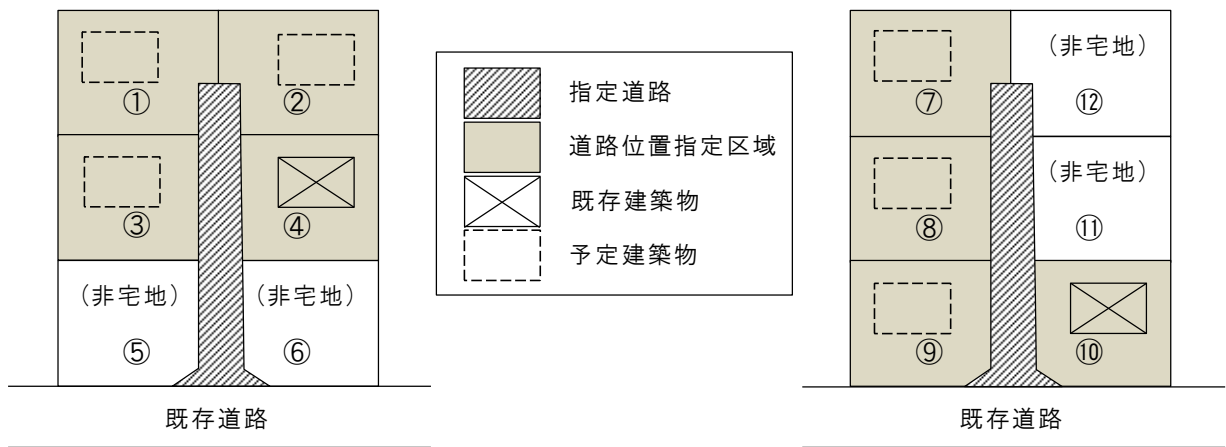 ①
②
③
④
(非宅地)
(非宅地)
⑤
⑥
既存道路
指定道路
道路位置指定区域
既存建築物
予定建築物
(非宅地)
⑦
⑫
(非宅地)
⑧
⑪
⑨
⑩
既存道路